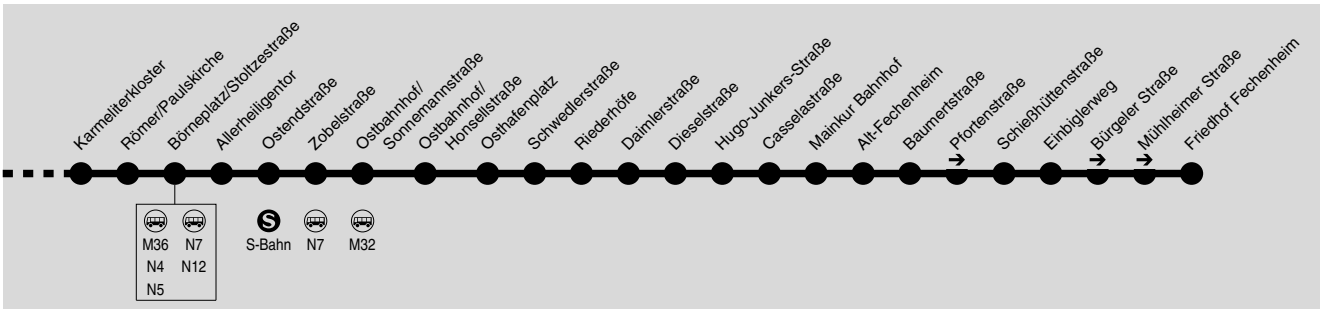 Karmeliterkloster
Römer/Paulskirche
Börneplatz/Stoltzestraße
Allerheiligentor
Ostendstraße
Zobelstraße
Ostbahnhof/
Sonnemannstraße
Ostbahnhof/
Honsellstraße
Osthafenplatz
Schwedlerstraße
Riederhöfe
Daimlerstraße
Dieselstraße
Hugo-Junkers-Straße
Casselastraße
Mainkur Bahnhof
Alt-Fechenheim
Baumertstraße
Pfortenstraße
Schießhüttenstraße
Einbiglerweg
Bürgeler Straße
Mühlheimer Straße
Friedhof Fechenheim
S
M36 N7 S-Bahn N7 M32
N4 N12
N5